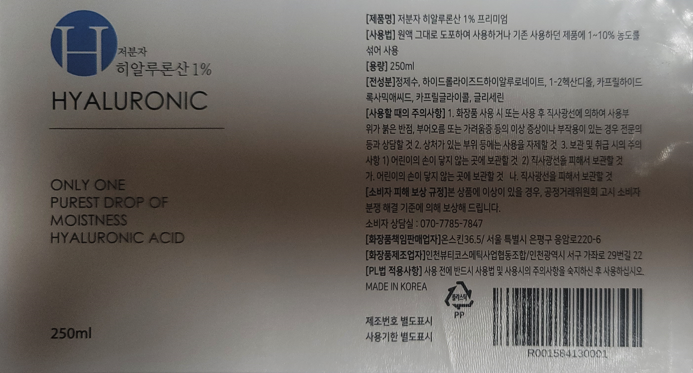 H
저분자
히알루론산 1%
HYALURONIC
ONLY ONE
PUREST DROP OF
MOISTNESS
HYALURONIC ACID
250ml
[제품명] 저분자 히알루론산 1% 프리미엄
[사용법] 원액 그대로 도포하여 사용하거나 기존 사용하던 제품에 1~10% 농도를
섞어 사용
[용량] 250ml
[전성분]정제수, 하이드롤라이즈드하이알루로네이트, 1-2헥산디올, 카프릴하이드
록사믹애씨드, 카프릴글라이콜, 글리세린
[사용할 때의 주의사항] 1. 화장품 사용 시 또는 사용 후 직사광선에 의하여 사용부
위가 붉은 반점, 부어오름 또는 가려움증 등의 이상 증상이나 부작용이 있는 경우 전문의
등과 상담할 것 2. 상처가 있는 부위 등에는 사용을 자제할 것 3. 보관 및 취급 시의 주의
사항 1) 어린이의 손이 닿지 않는 곳에 보관할 것 2) 직사광선을 피해서 보관할 것
가. 어린이의 손이 닿지 않는 곳에 보관할 것 나. 직사광선을 피해서 보관할 것
[소비자 피해 보상 규정]본 상품에 이상이 있을 경우, 공정거래위원회 고시 소비자
분쟁 해결 기준에 의해 보상해 드립니다.
소비자 상담실 : 070-7785-7847
[화장품책임판매업자]온스킨36.5/ 서울 특별시 은평구 응암로220-6
[화장품제조업자]인천뷰티코스메틱사업협동조합/인천광역시 서구 가좌로 29번길 22
[PL법 적용사항] 사용 전에 반드시 사용법 및 사용시의 주의사항을 숙지하신 후 사용하십시오.
MADE IN KOREA
플라스틱
PP
제조번호 별도표시
사용기한 별도표시
R001584130001